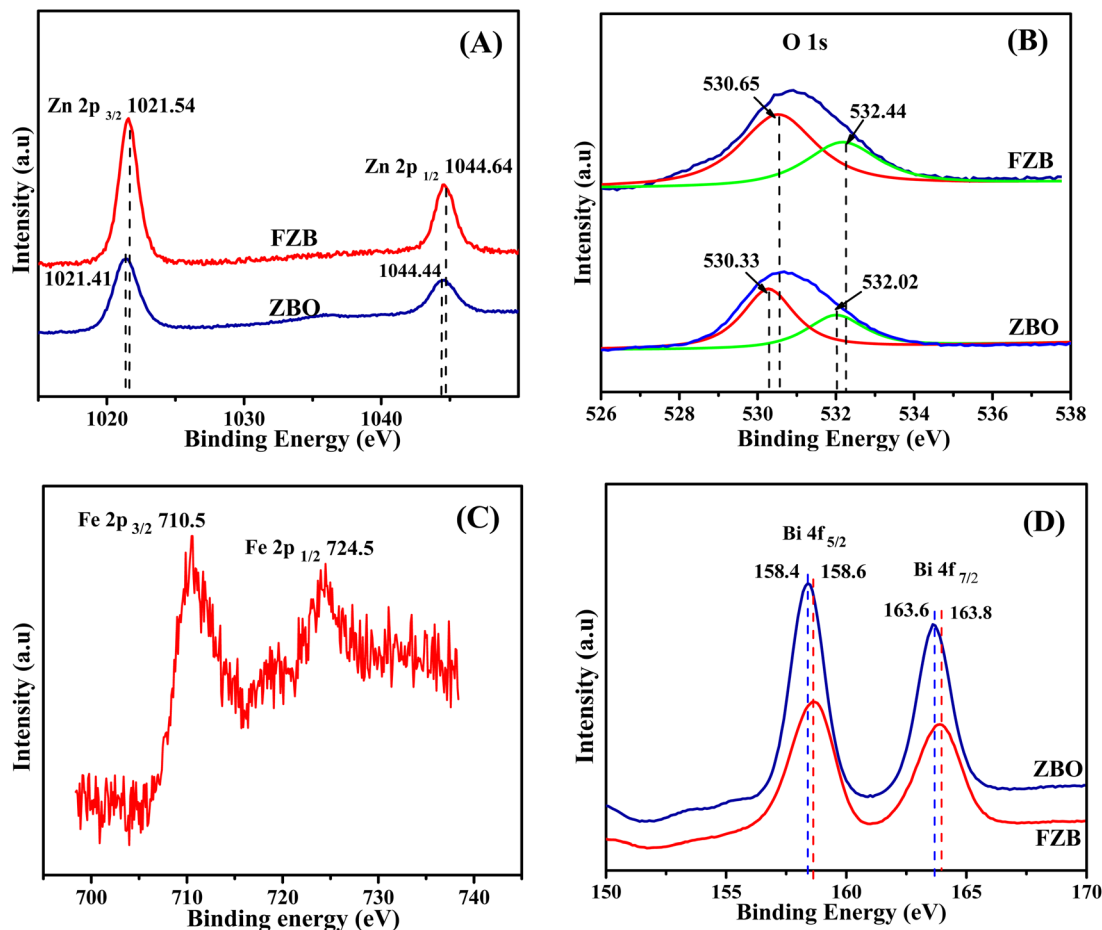 (A)
Zn 2p 3/2 1021.54
Zn 2p 1/2 1044.64
FZB
1021.41
1044.44
ZBO
Intensity (a.u)
1020 1030 1040
Binding Energy (eV)
(B)
O 1s
530.65
532.44
FZB
530.33
532.02
ZBO
Intensity (a.u)
526 528 530 532 534 536 538
Binding Energy (eV)
(C)
Fe 2p 3/2 710.5
Fe 2p 1/2 724.5
Intensity (a.u)
700 710 720 730 740
Binding energy (eV)
(D)
Bi 4f 5/2
158.4 158.6
Bi 4f 7/2
163.6 163.8
ZBO
FZB
Intensity (a.u)
150 155 160 165 170
Binding Energy (eV)